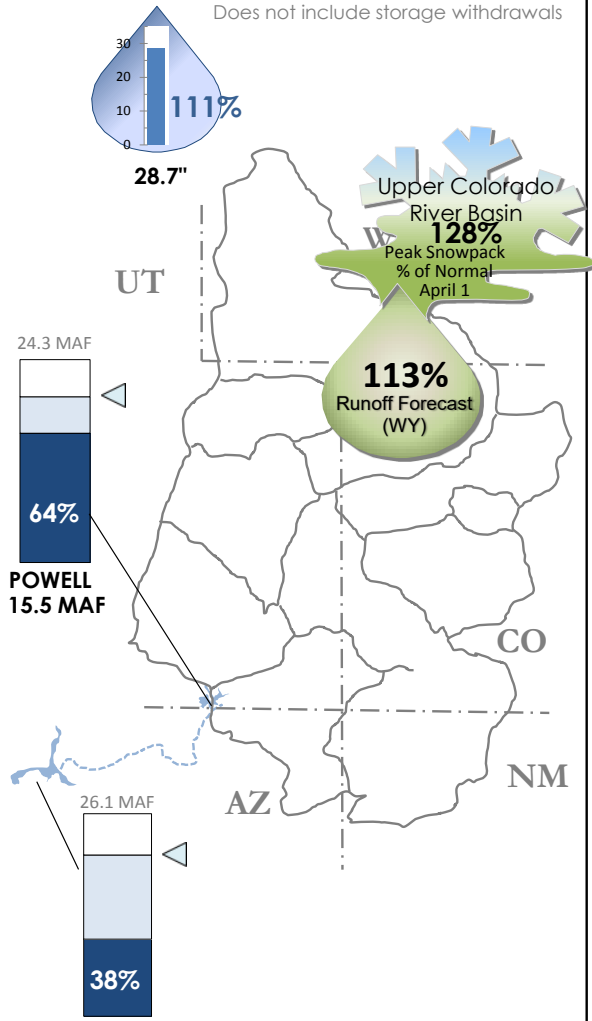 Does not include storage withdrawals
30
20
10
0
111%
28.7"
Upper Colorado
River Basin
W
128%
Peak Snowpack
% of Normal
April 1
UT
24.3 MAF
113%
Runoff Forecast
(WY)
64%
POWELL
15.5 MAF
CO
NM
AZ
26.1 MAF
38%